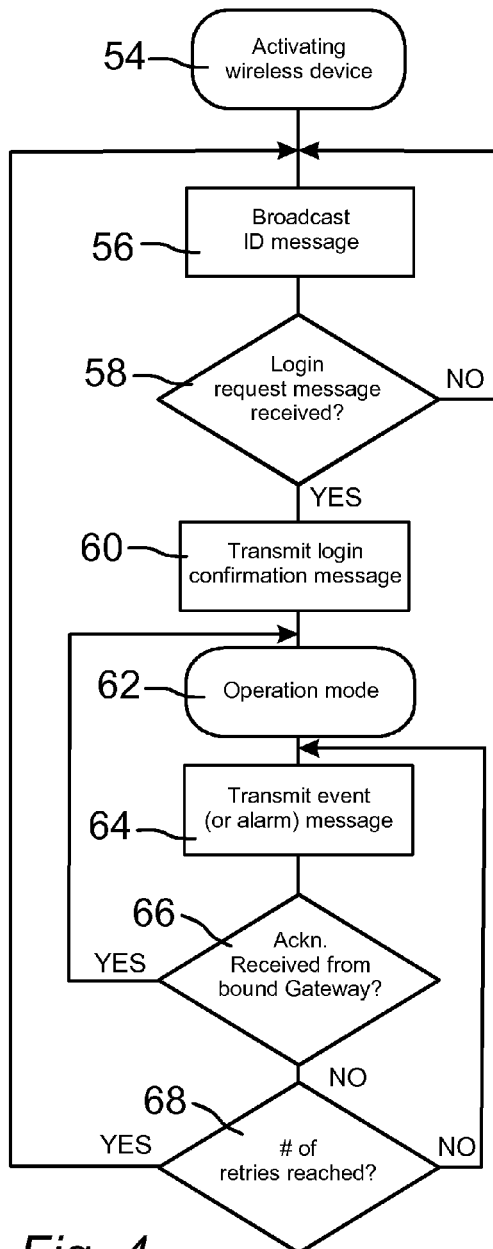 54
Activating
wireless device
56
Broadcast
ID message
58
Login
request message
received?
NO
YES
60
Transmit login
confirmation message
62
Operation mode
64
Transmit event
(or alarm) message
66
Ackn.
Received from
bound Gateway?
YES
NO
68
# of
retries reached?
YES
NO
Fig. 4